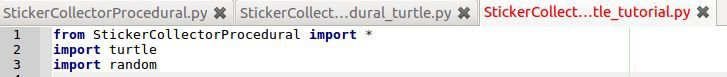 StickerCollectorProcedural.py StickerCollect…dural_turtle.py StickerCollect…tle_tutorial.py
1 from StickerCollectorProcedural import *
2 import turtle
3 import random